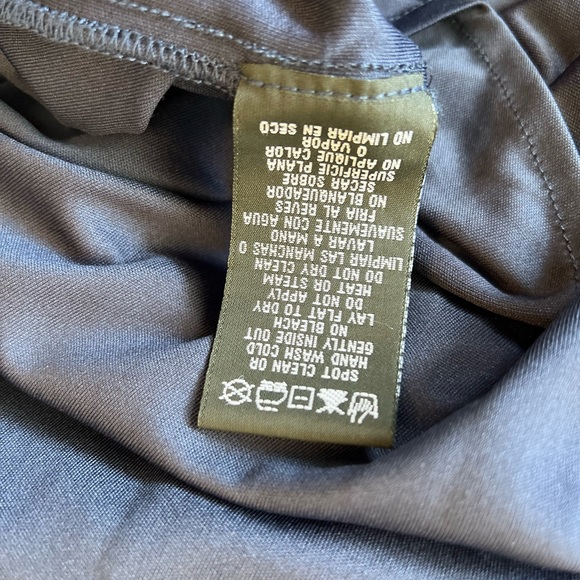 SPOT CLEAN OR
HAND WASH COLD
GENTLY INSIDE OUT
NO BLEACH
LAY FLAT TO DRY
DO NOT APPLY
HEAT OR STEAM
DO NOT DRY CLEAN
LIMPIAR LAS MANCHAS O
LAVAR A MANO
SUAVEMENTE CON AGUA
FRIA AL REVES
NO BLANQUEADOR
SECAR SOBRE
SUPERFICIE PLANA
NO APLIQUE CALOR
O VAPOR
NO LIMPIAR EN SECO